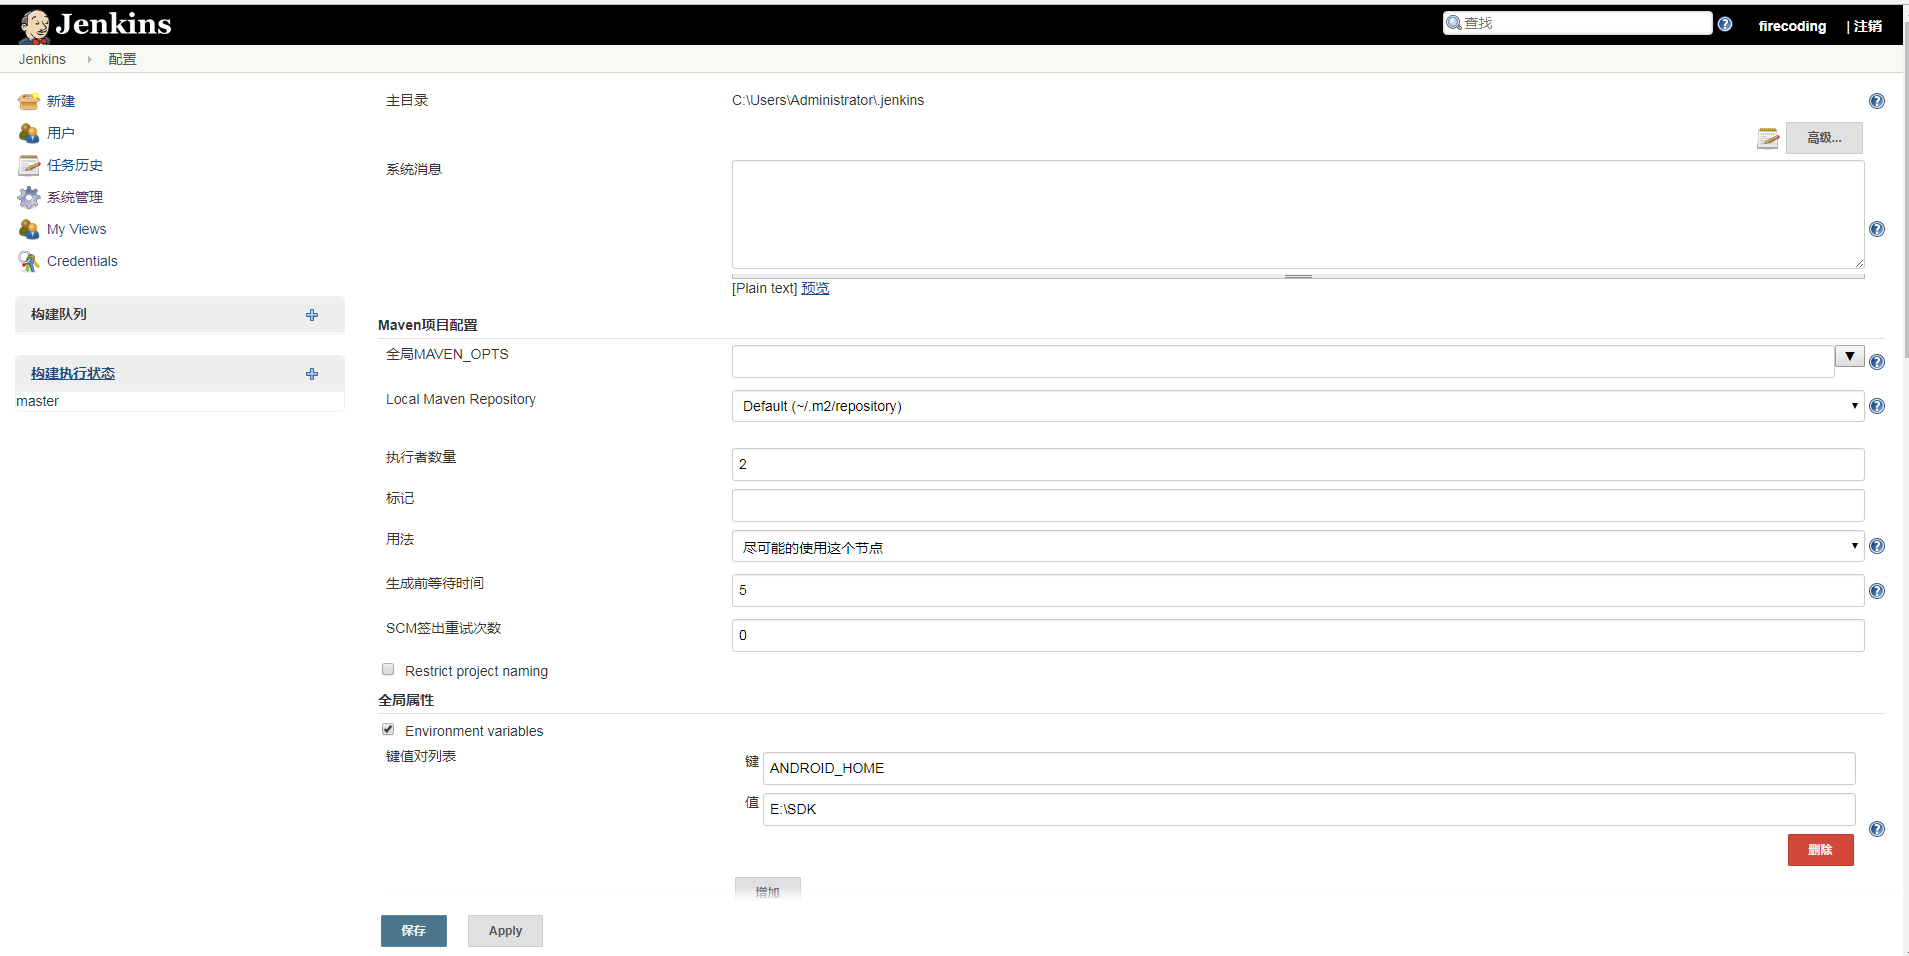 Jenkins
查找
firecoding
| 注销
Jenkins
配置
新建
用户
任务历史
系统管理
My Views
Credentials
构建队列
构建执行状态
master
主目录
C:\Users\Administrator\.jenkins
高级...
系统消息
[Plain text] 预览
Maven项目配置
全局MAVEN_OPTS
Local Maven Repository
Default (~/.m2/repository)
执行者数量
2
标记
用法
尽可能的使用这个节点
生成前等待时间
5
SCM签出重试次数
0
Restrict project naming
全局属性
Environment variables
键值对列表
键
ANDROID_HOME
值
E:\SDK
删除
增加
保存
Apply